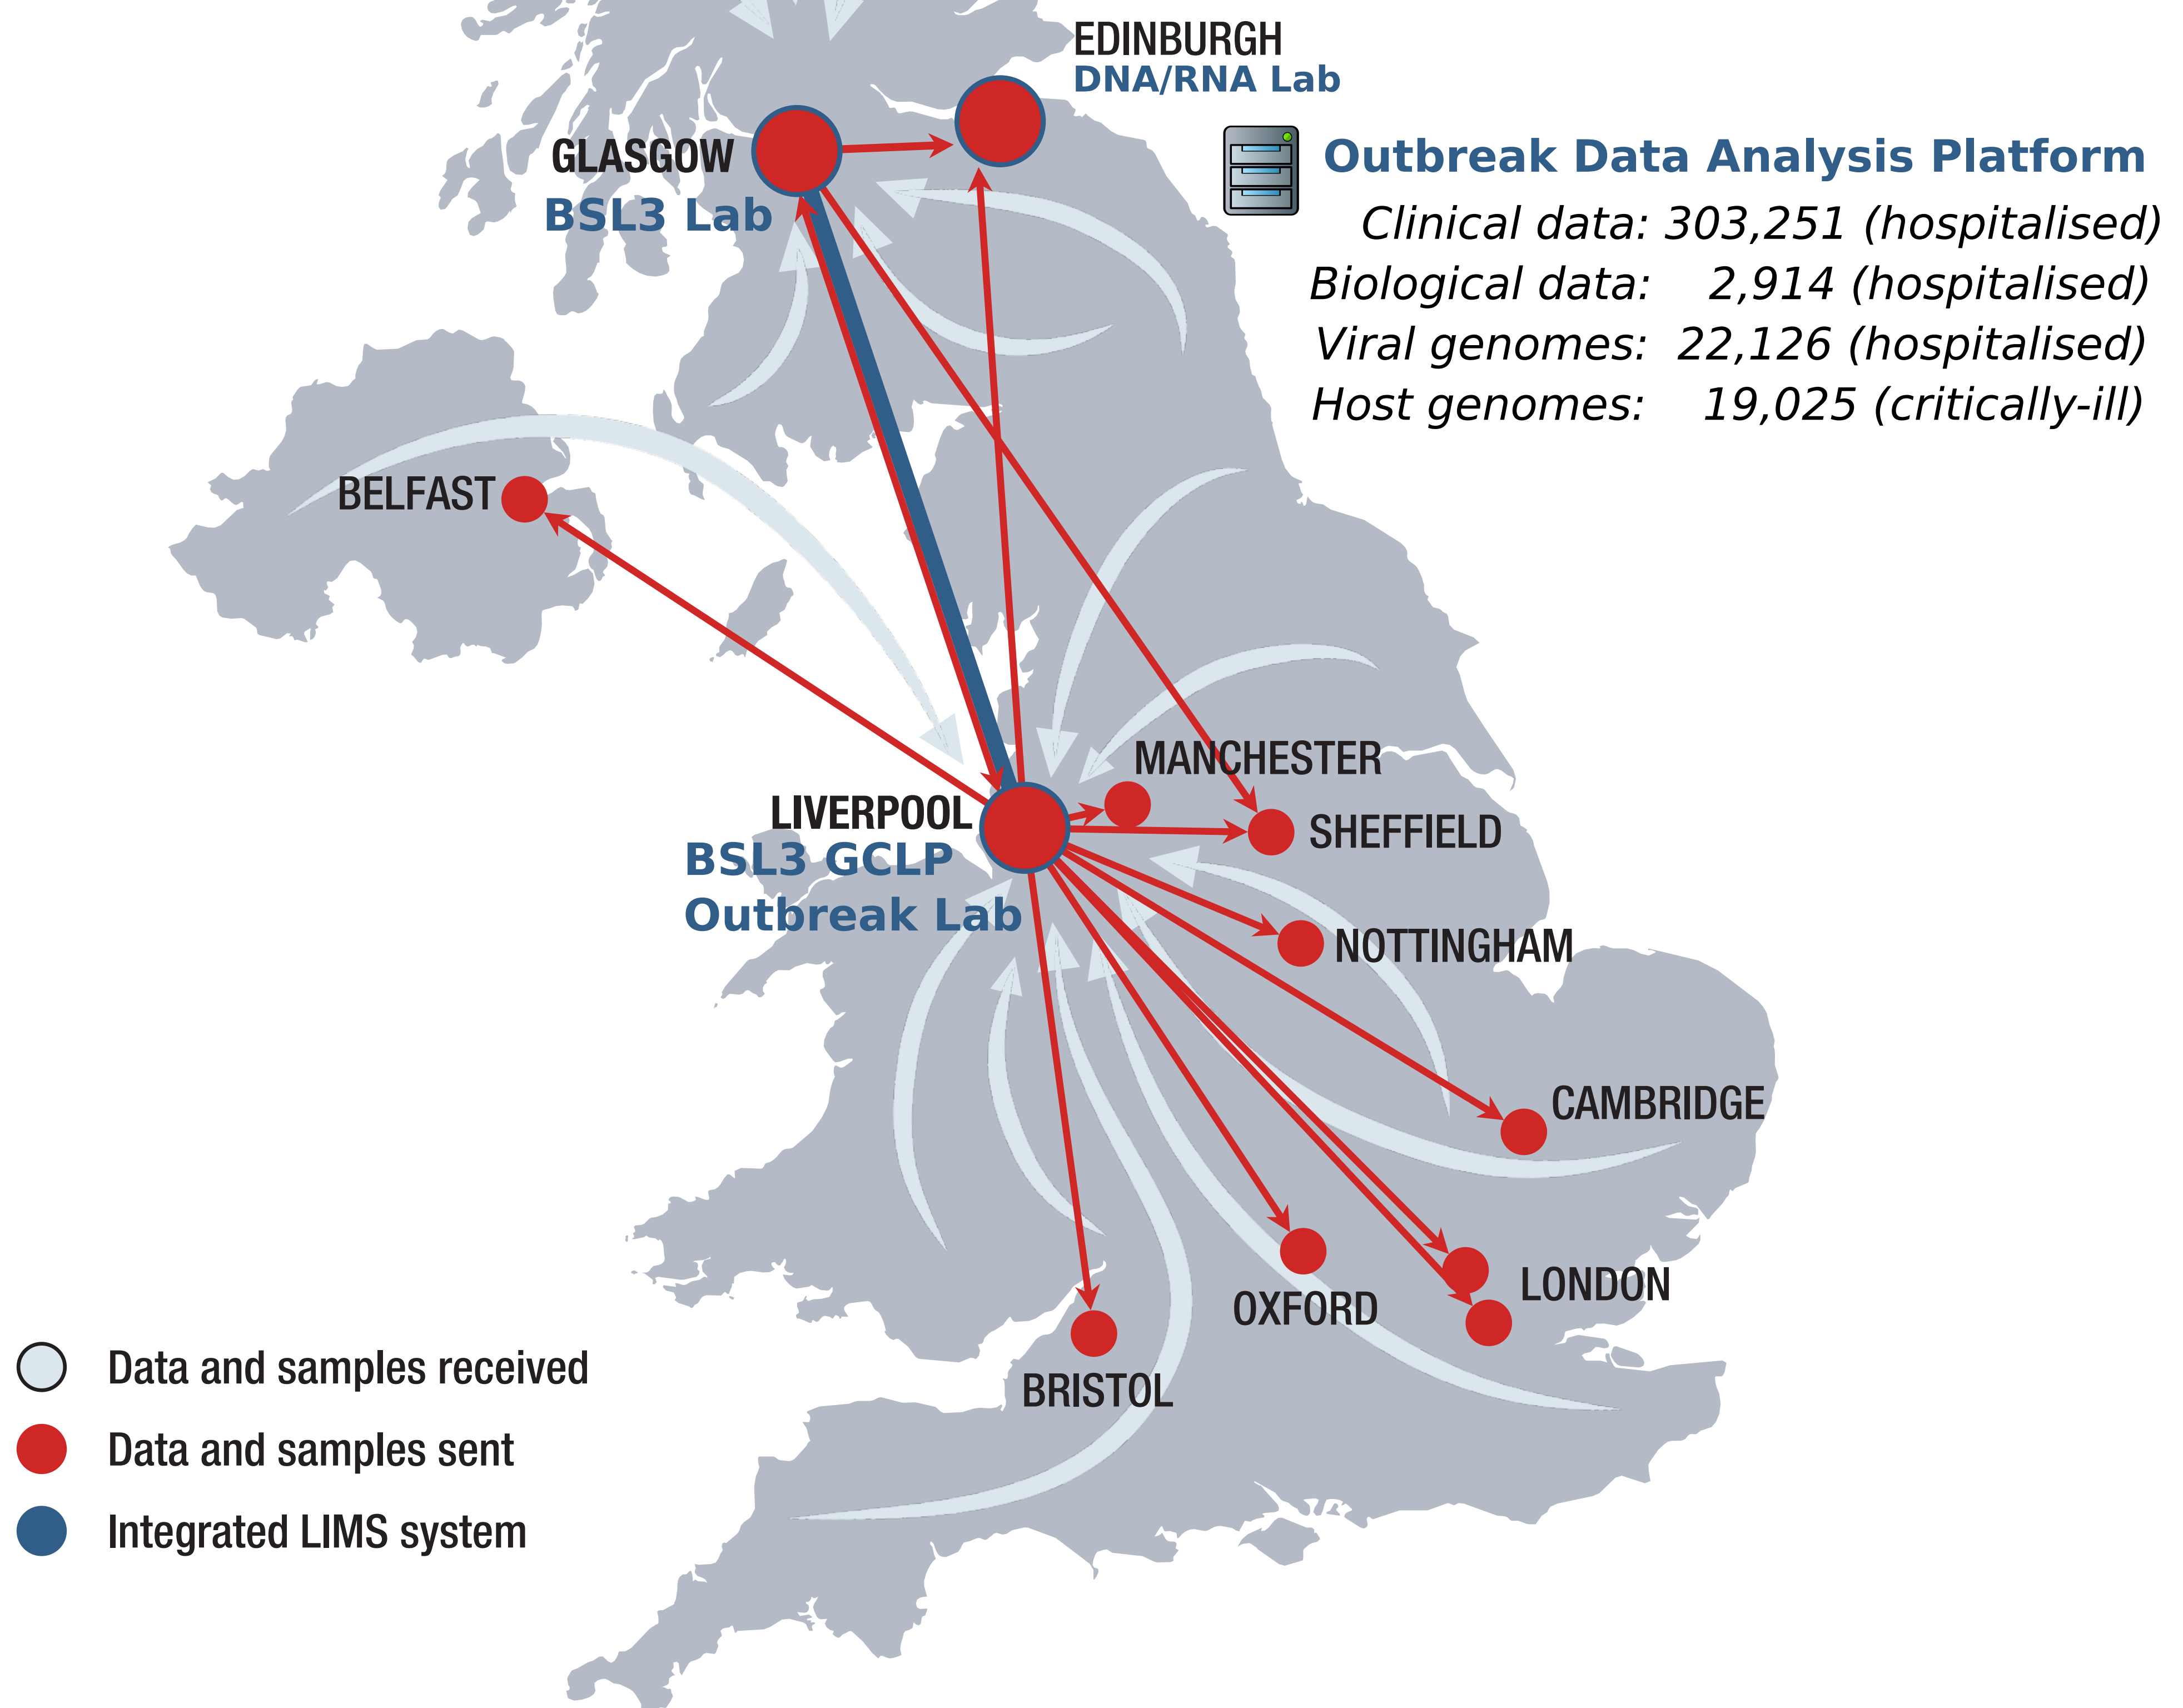 EDINBURGH
DNA/RNA Lab
GLASGOW
BSL3 Lab
Outbreak Data Analysis Platform
Clinical data: 303,251 (hospitalised)
Biological data: 2,914 (hospitalised)
Viral genomes: 22,126 (hospitalised)
Host genomes: 19,025 (critically-ill)
BELFAST
MANCHESTER
LIVERPOOL
BSL3 GCLP
Outbreak Lab
SHEFFIELD
NOTTINGHAM
CAMBRIDGE
LONDON
OXFORD
BRISTOL
Data and samples received
Data and samples sent
Integrated LIMS system